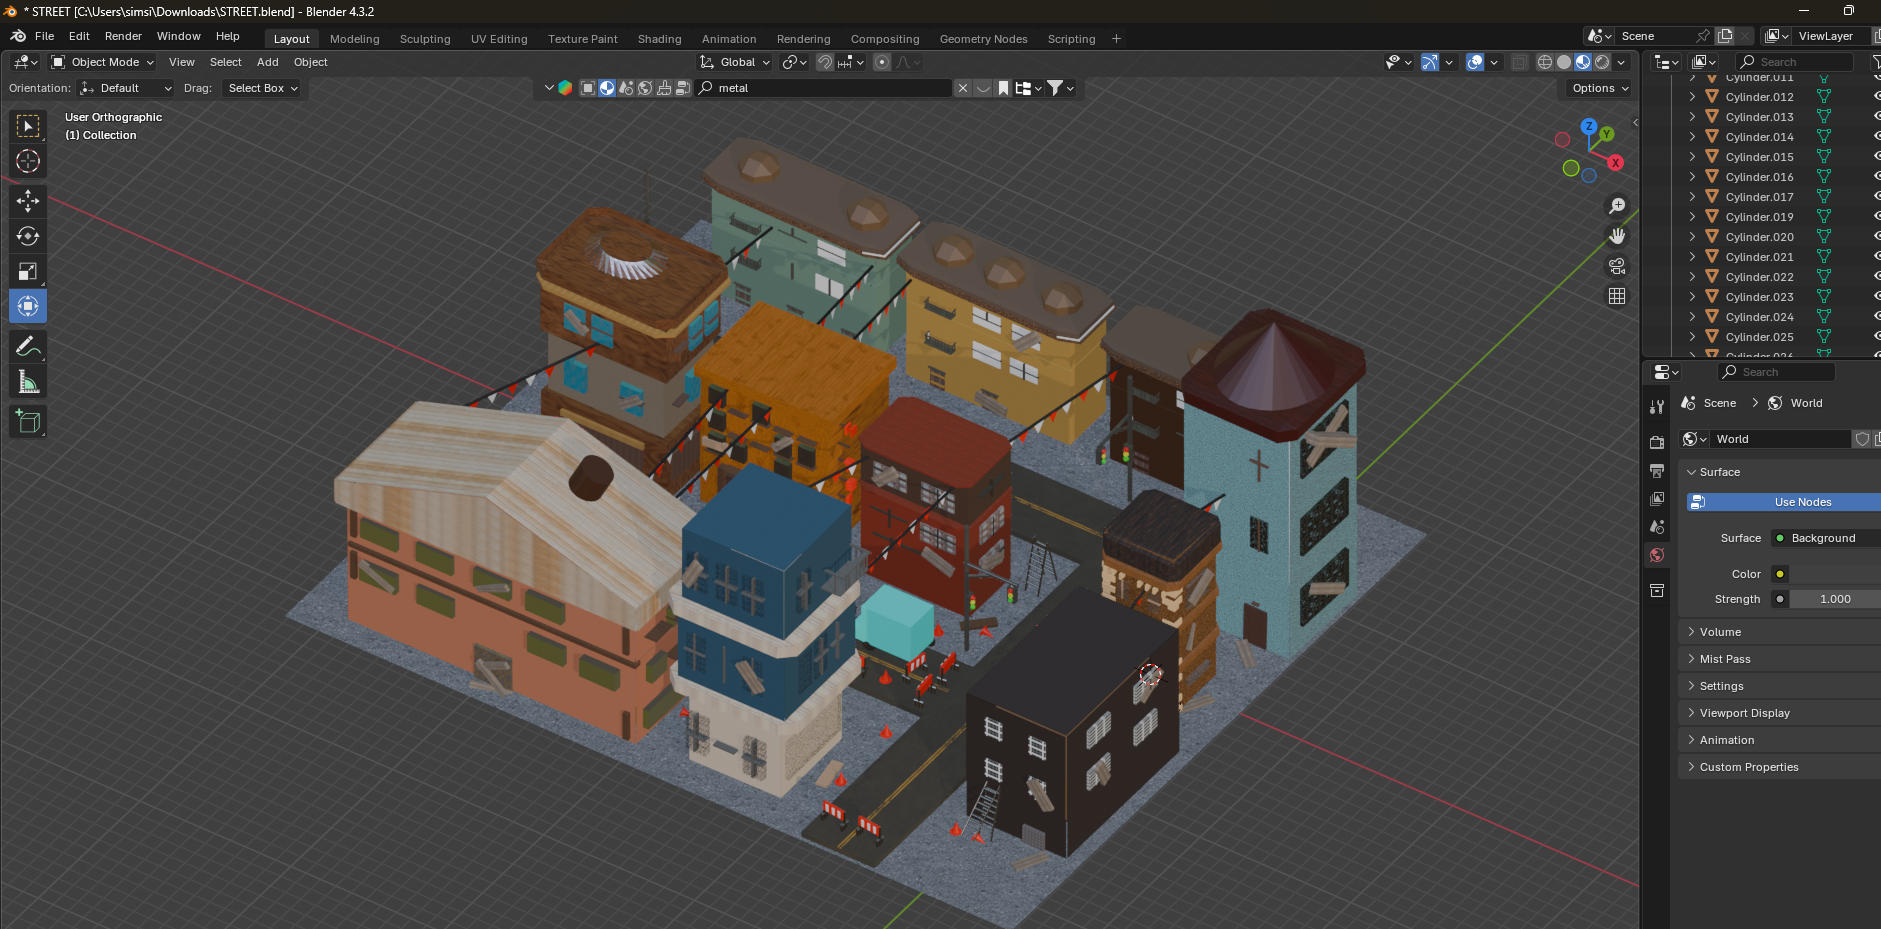 * STREET [C:\Users\simsi\Downloads\STREET.blend] - Blender 4.3.2
File Edit Render Window Help Layout Modeling Sculpting UV Editing Texture Paint Shading Animation Rendering Compositing Geometry Nodes Scripting + Scene ViewLayer
Object Mode View Select Add Object Global Search
Orientation: Default Drag: Select Box metal Options
User Orthographic
(1) Collection
Z
Y
X
Cylinder.011
Cylinder.012
Cylinder.013
Cylinder.014
Cylinder.015
Cylinder.016
Cylinder.017
Cylinder.019
Cylinder.020
Cylinder.021
Cylinder.022
Cylinder.023
Cylinder.024
Cylinder.025
Cylinder.026
Search
Scene > World
World
Surface
Use Nodes
Surface Background
Color
Strength 1.000
Volume
Mist Pass
Settings
Viewport Display
Animation
Custom Properties